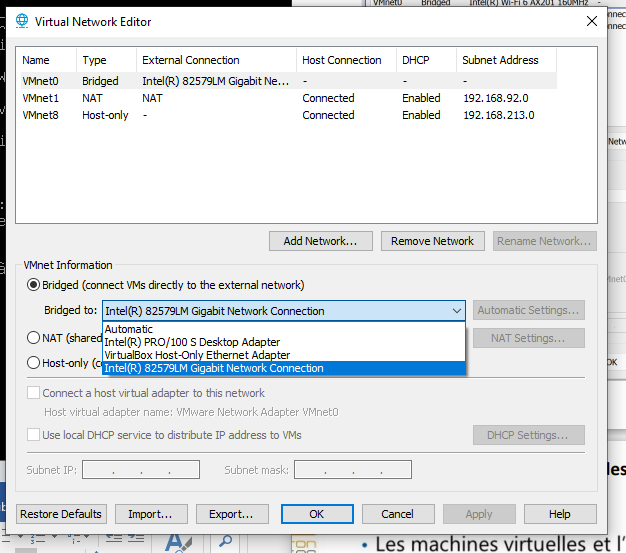 VMnet0 Bridged Intel(R) Wi-Fi 6 AX201 160MHz
Virtual Network Editor
Name Type External Connection Host Connection DHCP Subnet Address
VMnet0 Bridged Intel(R) 82579LM Gigabit Ne... - - -
VMnet1 NAT NAT Connected Enabled 192.168.92.0
VMnet8 Host-only - Connected Enabled 192.168.213.0
Add Network... Remove Network Rename Network...
VMnet Information
Bridged (connect VMs directly to the external network)
Bridged to: Intel(R) 82579LM Gigabit Network Connection Automatic Settings...
Automatic
NAT (shared Intel(R) PRO/100 S Desktop Adapter NAT Settings...
VirtualBox Host-Only Ethernet Adapter
Host-only (c Intel(R) 82579LM Gigabit Network Connection
Connect a host virtual adapter to this network
Host virtual adapter name: VMware Network Adapter VMnet0
Use local DHCP service to distribute IP address to VMs DHCP Settings...
Subnet IP: . . . Subnet mask: . . .
Restore Defaults Import... Export... OK Cancel Apply Help
• Les machines virtuelles et l'